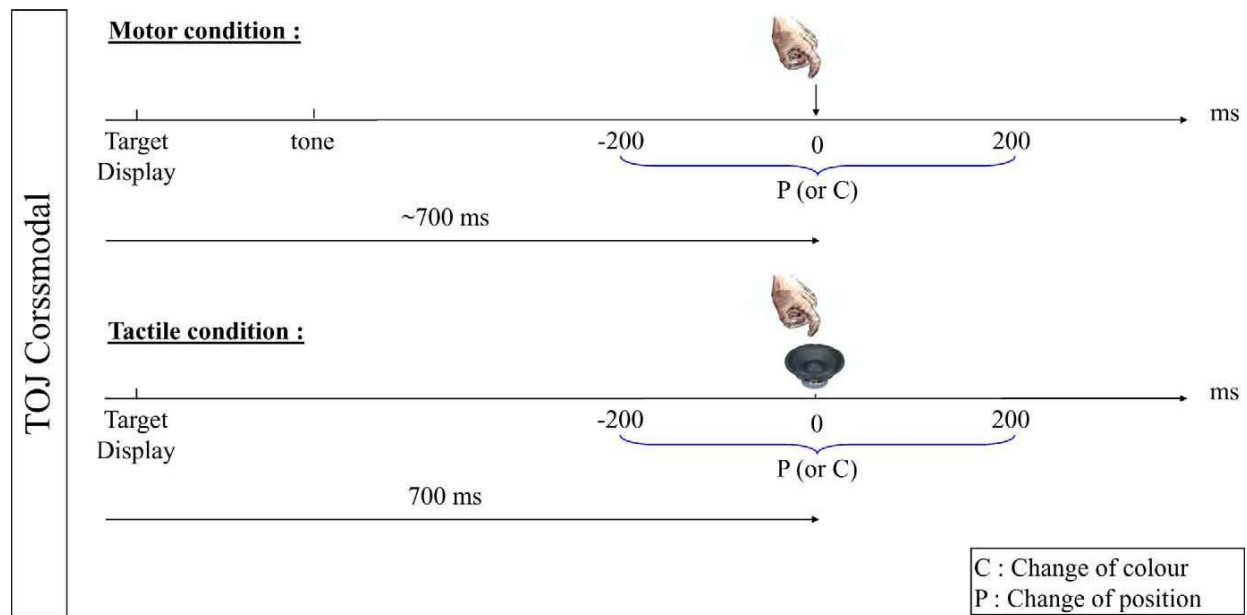 TOJ Corssmodal
Motor condition :
ms
Target
Display
tone
-200
0
200
P (or C)
~700 ms
Tactile condition :
ms
Target
Display
-200
0
200
P (or C)
700 ms
C : Change of colour
P : Change of position